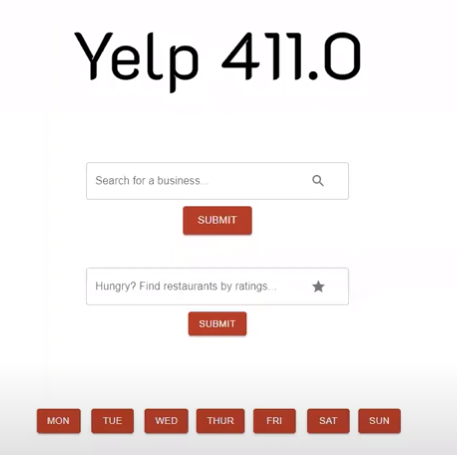 Yelp 411.0
Search for a business...
SUBMIT
Hungry? Find restaurants by ratings. .
SUBMIT
MON TUE WED THUR FRI SAT SUN